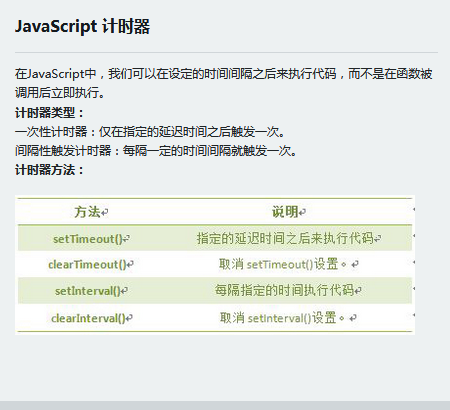 JavaScript 计时器
在JavaScript中，我们可以在设定的时间间隔之后来执行代码，而不是在函数被
调用后立即执行。
计时器类型：
一次性计时器：仅在指定的延迟时间之后触发一次。
间隔性触发计时器：每隔一定的时间间隔就触发一次。
计时器方法：
方法 说明
setTimeout() 指定的延迟时间之后来执行代码
clearTimeout() 取消 setTimeout()设置。
setInterval() 每隔指定的时间执行代码
clearInterval() 取消 setInterval()设置。